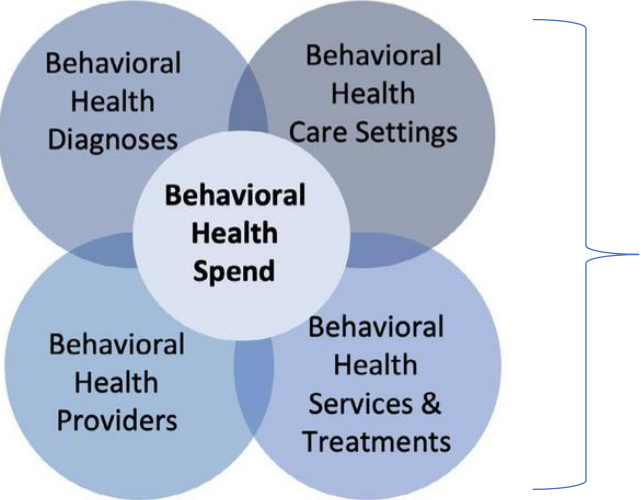 Behavioral
Health
Diagnoses
Behavioral
Health
Care Settings
Behavioral
Health
Spend
Behavioral
Health
Providers
Behavioral
Health
Services &
Treatments